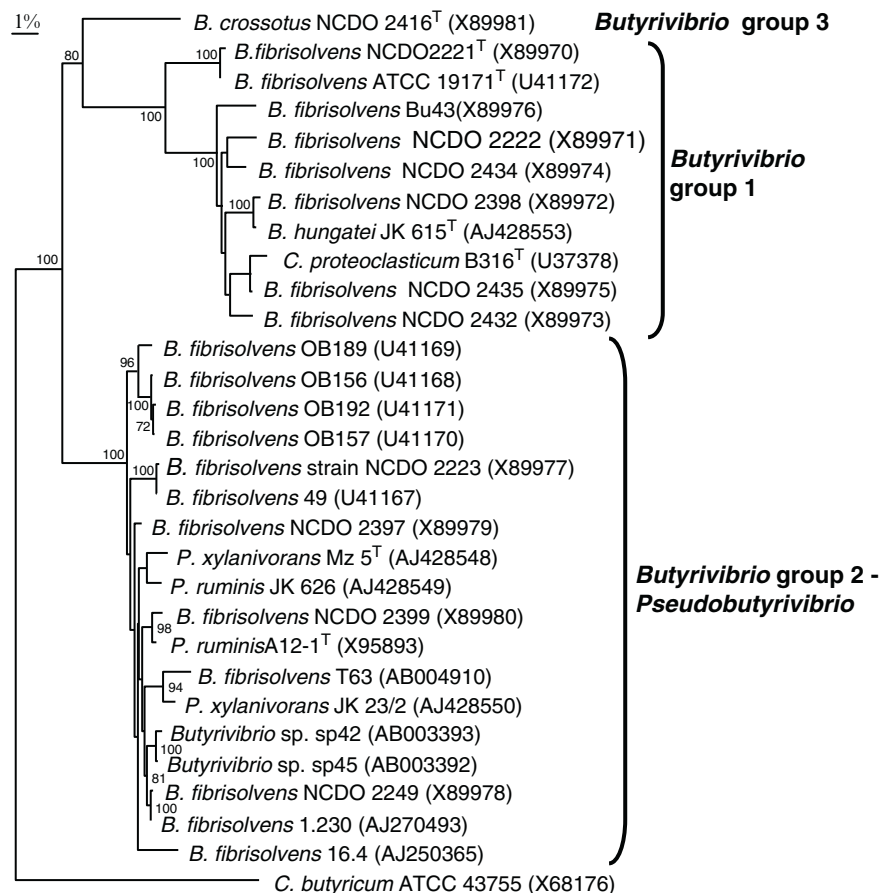 1%
B. crossotus NCDO 2416T (X89981)
Butyrivibrio group 3
80
100
B.fibrisolvens NCDO2221T (X89970)
B. fibrisolvens ATCC 19171T (U41172)
100
B. fibrisolvens Bu43(X89976)
B. fibrisolvens NCDO 2222 (X89971)
100
B. fibrisolvens NCDO 2434 (X89974)
Butyrivibrio
group 1
100
B. fibrisolvens NCDO 2398 (X89972)
B. hungatei JK 615T (AJ428553)
100
C. proteoclasticum B316T (U37378)
B. fibrisolvens NCDO 2435 (X89975)
B. fibrisolvens NCDO 2432 (X89973)
B. fibrisolvens OB189 (U41169)
96
B. fibrisolvens OB156 (U41168)
100
B. fibrisolvens OB192 (U41171)
72
B. fibrisolvens OB157 (U41170)
100
B. fibrisolvens strain NCDO 2223 (X89977)
100
B. fibrisolvens 49 (U41167)
B. fibrisolvens NCDO 2397 (X89979)
P. xylanivorans Mz 5T (AJ428548)
P. ruminis JK 626 (AJ428549)
Butyrivibrio group 2 -
Pseudobutyrivibrio
B. fibrisolvens NCDO 2399 (X89980)
98
P. ruminisA12-1T (X95893)
B. fibrisolvens T63 (AB004910)
94
P. xylanivorans JK 23/2 (AJ428550)
Butyrivibrio sp. sp42 (AB003393)
100
Butyrivibrio sp. sp45 (AB003392)
81
B. fibrisolvens NCDO 2249 (X89978)
100
B. fibrisolvens 1.230 (AJ270493)
B. fibrisolvens 16.4 (AJ250365)
C. butyricum ATCC 43755 (X68176)